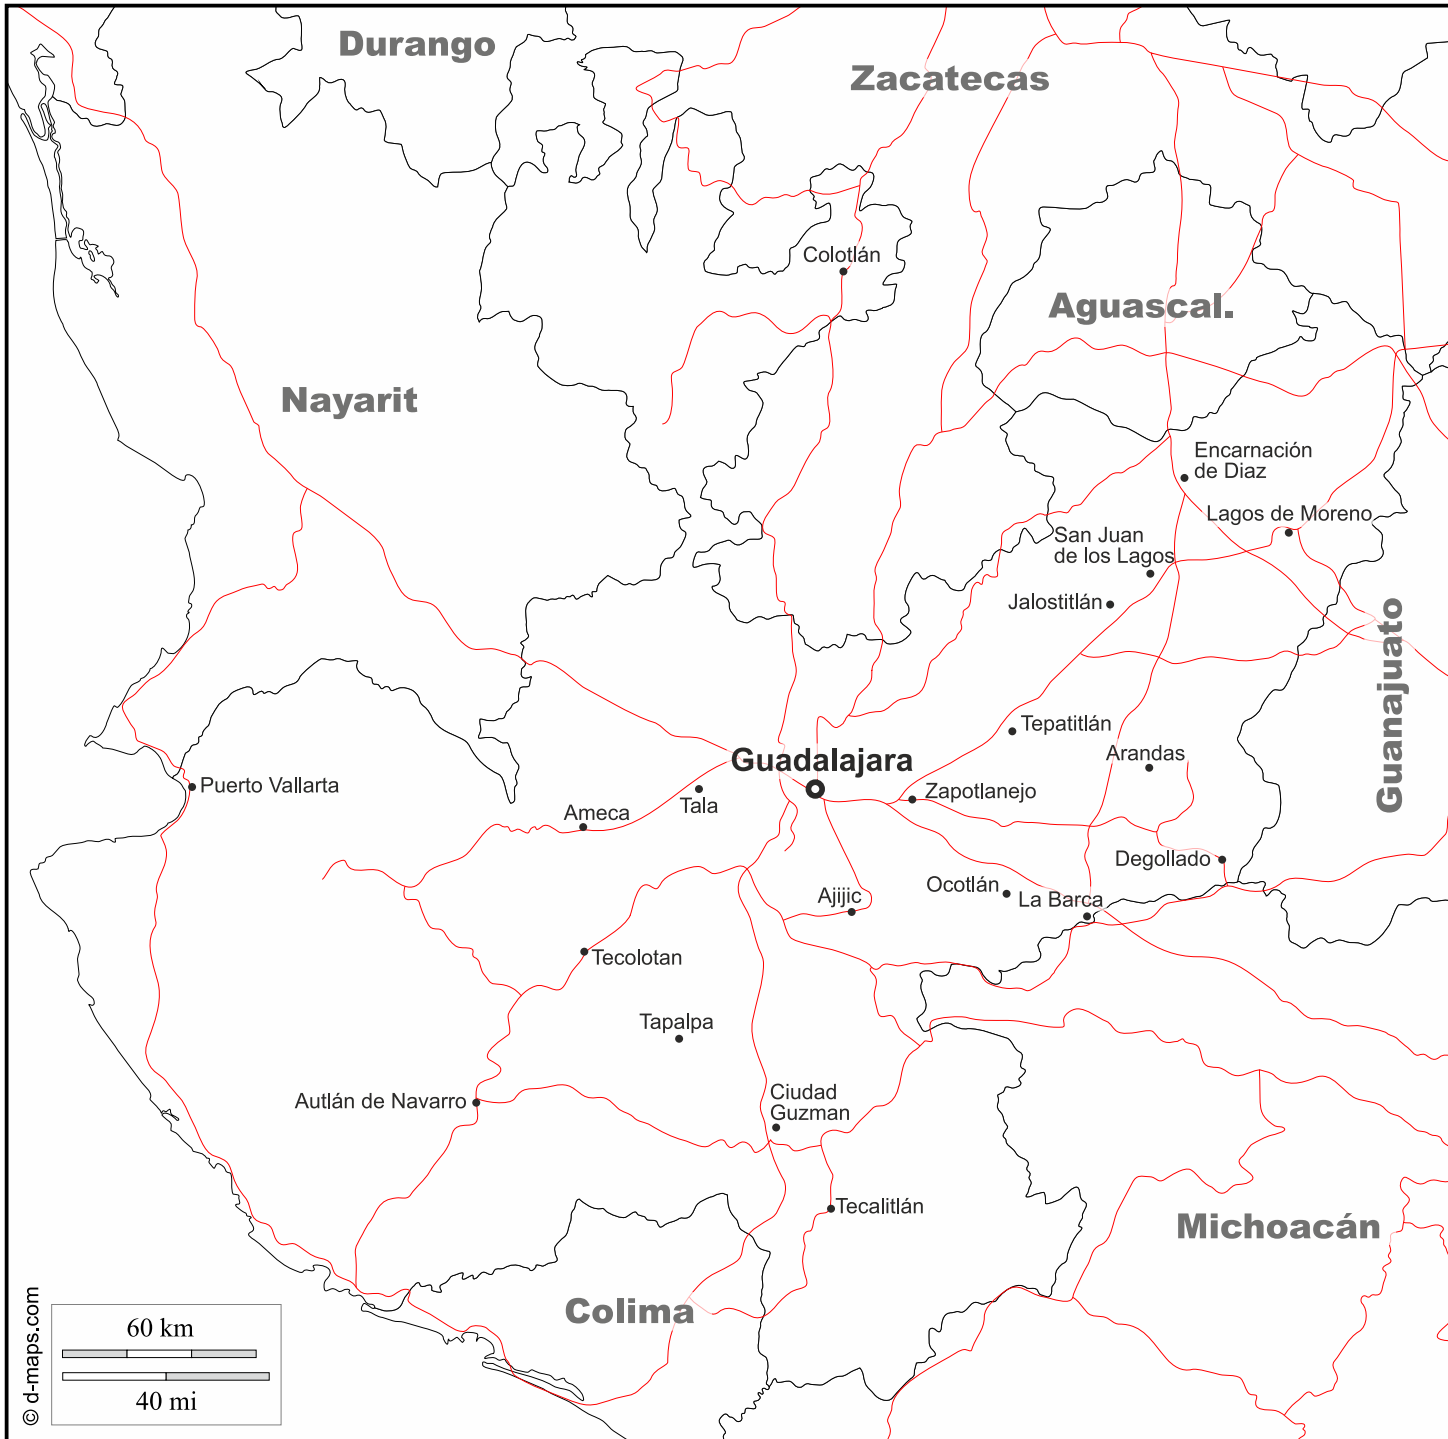 Durango
Zacatecas
Colotlán
Aguascal.
Nayarit
Encarnación
de Diaz
Lagos de Moreno
San Juan
de los Lagos
Jalostitlán
Guanajuato
Tepatitlán
Arandas
Guadalajara
Puerto Vallarta
Tala
Zapotlanejo
Ameca
Degollado
Ocotlán
Ajijic
La Barca
Tecolotan
Tapalpa
Autlán de Navarro
Ciudad
Guzman
Tecalitlán
Michoacán
Colima
© d-maps.com
60 km
40 mi